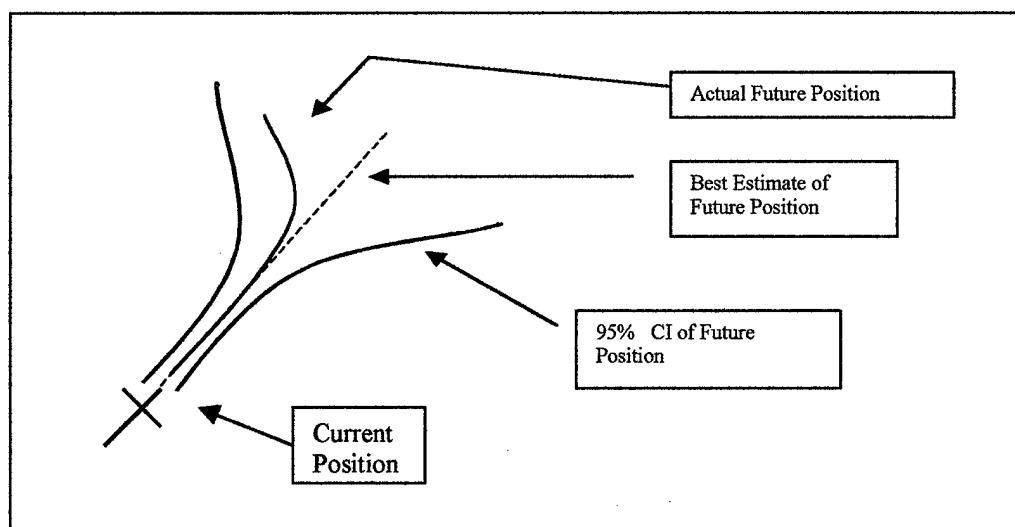 Actual Future Position
Best Estimate of
Future Position
95% CI of Future
Position
Current
Position